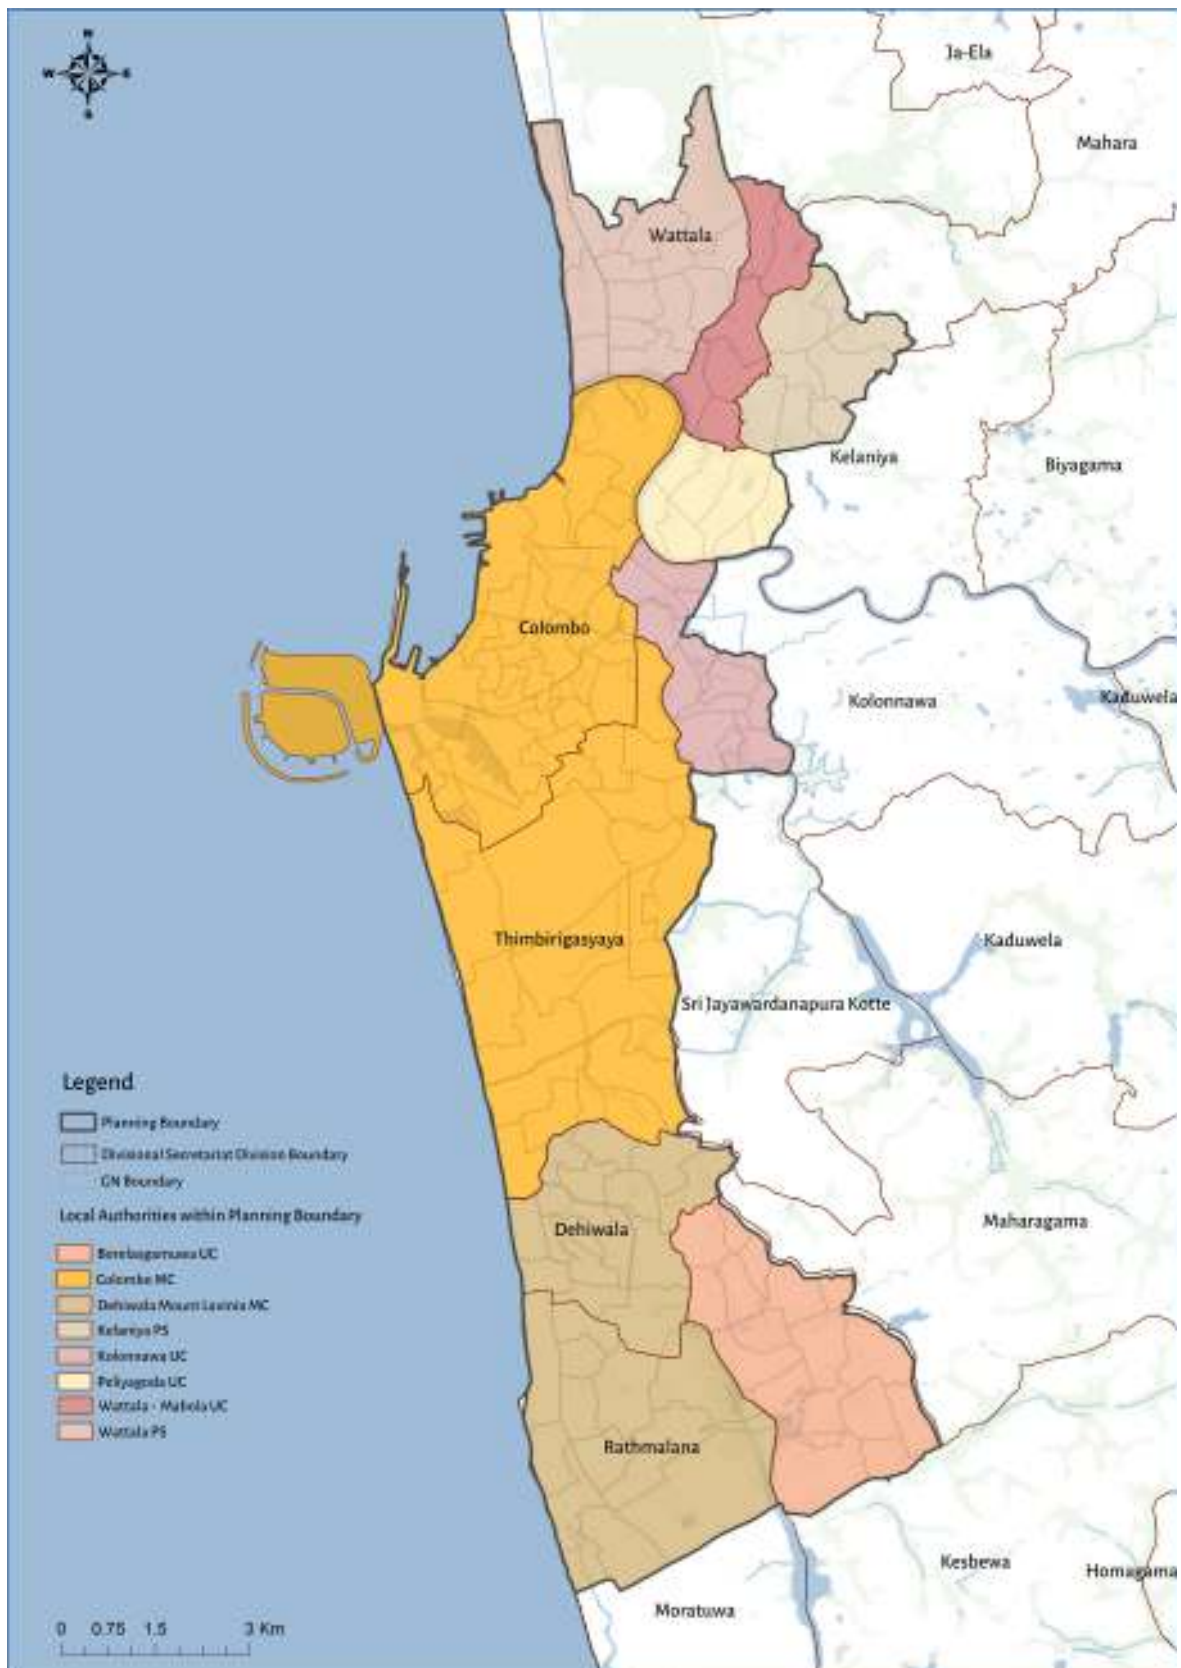 N
W E
S
Ja-Ela
Mahara
Wattala
Kelaniya
Biyagama
Colombo
Kolonnawa
Kaduwela
Thimbirigasyaya
Kaduwela
Sri Jayawardanapura Kotte
Legend
Planning Boundary
Divisional Secretariat Division Boundary
GN Boundary
Local Authorities within Planning Boundary
Maharagama
Dehiwala
Colombo MC
Dehiwala Mount Lavinia MC
Kelaniya PS
Kolonnawa UC
Peliyagoda UC
Wattala - Mabola UC
Wattala PS
Rathmalana
Kesbewa
Homagama
Moratuwa
0 0.75 1.5 3 Km